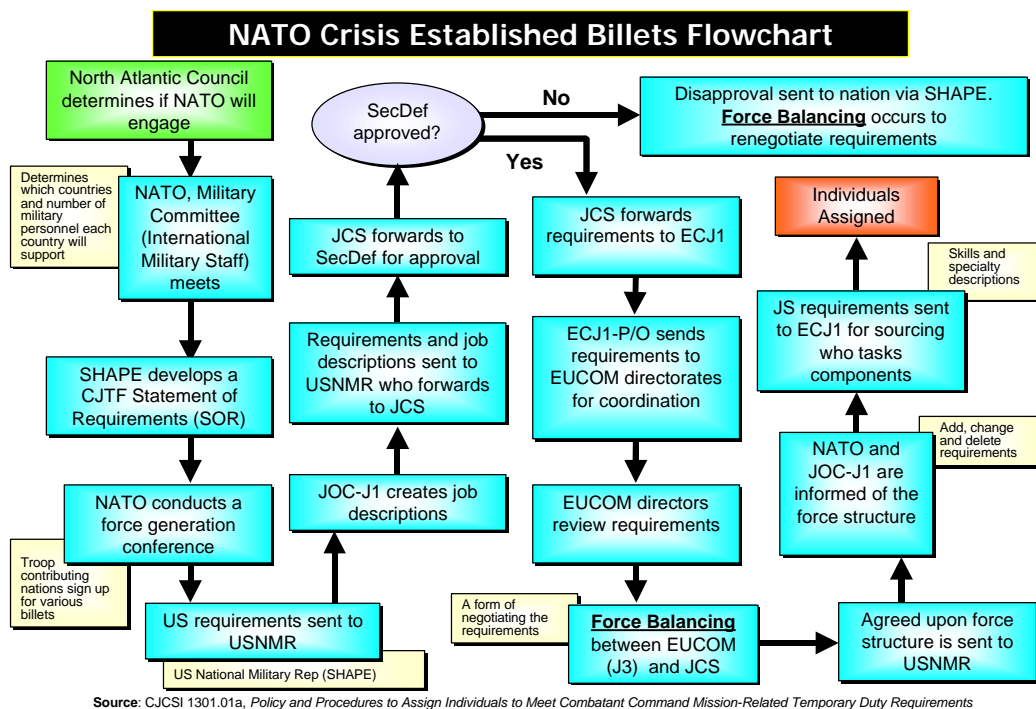 NATO Crisis Established Billets Flowchart
North Atlantic Council
determines if NATO will
engage
Determines
which countries
and number of
military
personnel each
country will
support
NATO, Military
Committee
(International
Military Staff)
meets
SHAPE develops a
CJTF Statement of
Requirements (SOR)
NATO conducts a
force generation
conference
Troop
contributing
nations sign up
for various
billets
US requirements sent to
USNMR
US National Military Rep (SHAPE)
JOC-J1 creates job
descriptions
Requirements and job
descriptions sent to
USNMR who forwards
to JCS
JCS forwards to
SecDef for approval
SecDef
approved?
No
Disapproval sent to nation via SHAPE.
Force Balancing occurs to
renegotiate requirements
Yes
JCS forwards
requirements to ECJ1
ECJ1-P/O sends
requirements to
EUCOM directorates
for coordination
EUCOM directors
review requirements
A form of
negotiating the
requirements
Force Balancing
between EUCOM
(J3) and JCS
Agreed upon force
structure is sent to
USNMR
NATO and
JOC-J1 are
informed of the
force structure
Add, change
and delete
requirements
JS requirements sent
to ECJ1 for sourcing
who tasks
components
Skills and
specialty
descriptions
Individuals
Assigned
Source: CJCSI 1301.01a, Policy and Procedures to Assign Individuals to Meet Combatant Command Mission-Related Temporary Duty Requirements